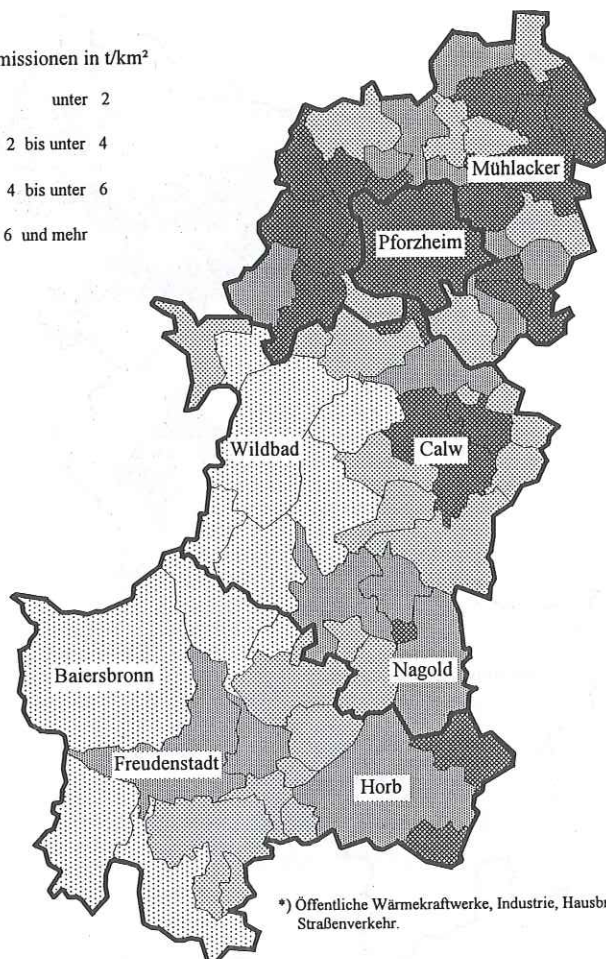 missionen in t/km²
unter 2
2 bis unter 4
4 bis unter 6
6 und mehr
Mühlacker
Pforzheim
Wildbad
Calw
Baiersbronn
Nagold
Freudenstadt
Horb
*) Öffentliche Wärmekraftwerke, Industrie, Hausbr
Straßenverkehr.